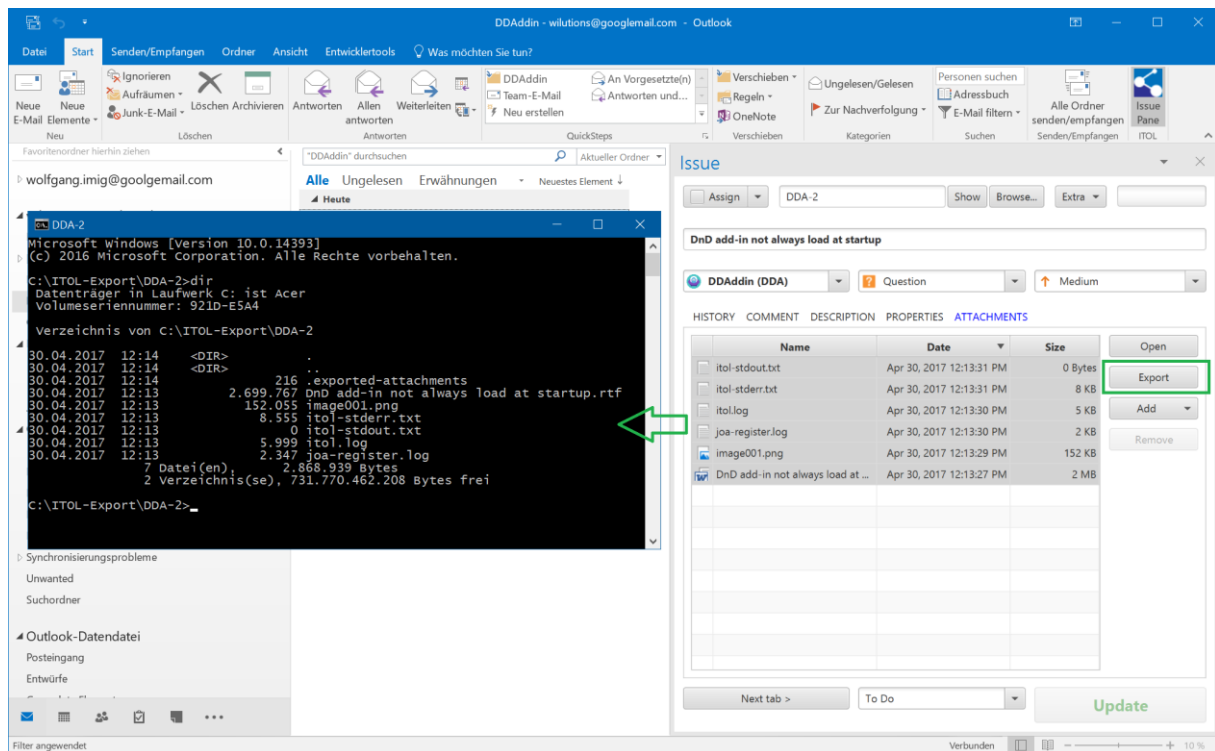 DDAddin - wilutions@googlemail.com - Outlook
Datei Start Senden/Empfangen Ordner Ansicht Entwicklertools Was möchten Sie tun?
Neue E-Mail
Neue Elemente
Neu
Ignorieren
Aufräumen
Junk-E-Mail
Löschen Archivieren
Löschen
Antworten
Allen antworten
Weiterleiten
Antworten
DDAddin
Team-E-Mail
Neu erstellen
An Vorgesetzte(n)
Antworten und...
QuickSteps
Verschieben
Regeln
OneNote
Verschieben
Ungelesen/Gelesen
Zur Nachverfolgung
Kategorien
Personen suchen
Adressbuch
E-Mail filtern
Suchen
Alle Ordner senden/empfangen
Senden/Empfangen
Issue Pane
ITOL
Favoritenordner hierhin ziehen
wolfgang.imig@goolgemail.com
"DDAddin" durchsuchen Aktueller Ordner
Alle Ungelesen Erwähnungen Neuestes Element ↓
Heute
DDA-2
Microsoft Windows [Version 10.0.14393]
(c) 2016 Microsoft Corporation. Alle Rechte vorbehalten.
C:\ITOL-Export\DDA-2>dir
Datenträger in Laufwerk C: ist Acer
Volumeseriennummer: 921D-E5A4
Verzeichnis von C:\ITOL-Export\DDA-2
30.04.2017 12:14 <DIR> .
30.04.2017 12:14 <DIR> ..
30.04.2017 12:14 216 .exported-attachments
30.04.2017 12:13 2.699.767 DnD add-in not always load at startup.rtf
30.04.2017 12:13 152.055 image001.png
30.04.2017 12:13 8.555 itol-stderr.txt
30.04.2017 12:13 0 itol-stdout.txt
30.04.2017 12:13 5.999 itol.log
30.04.2017 12:13 2.347 joa-register.log
7 Datei(en), 2.868.939 Bytes
2 Verzeichnis(se), 731.770.462.208 Bytes frei
C:\ITOL-Export\DDA-2>_
Synchronisierungsprobleme
Unwanted
Suchordner
Outlook-Datendatei
Posteingang
Entwürfe
Issue
Assign DDA-2 Show Browse... Extra
DnD add-in not always load at startup
DDAddin (DDA) Question Medium
HISTORY COMMENT DESCRIPTION PROPERTIES ATTACHMENTS
Name Date Size
itol-stdout.txt Apr 30, 2017 12:13:31 PM 0 Bytes
itol-stderr.txt Apr 30, 2017 12:13:31 PM 8 KB
itol.log Apr 30, 2017 12:13:30 PM 5 KB
joa-register.log Apr 30, 2017 12:13:30 PM 2 KB
image001.png Apr 30, 2017 12:13:29 PM 152 KB
DnD add-in not always load at ... Apr 30, 2017 12:13:27 PM 2 MB
Open
Export
Add
Remove
Next tab > To Do Update
Filter angewendet Verbunden 10 %